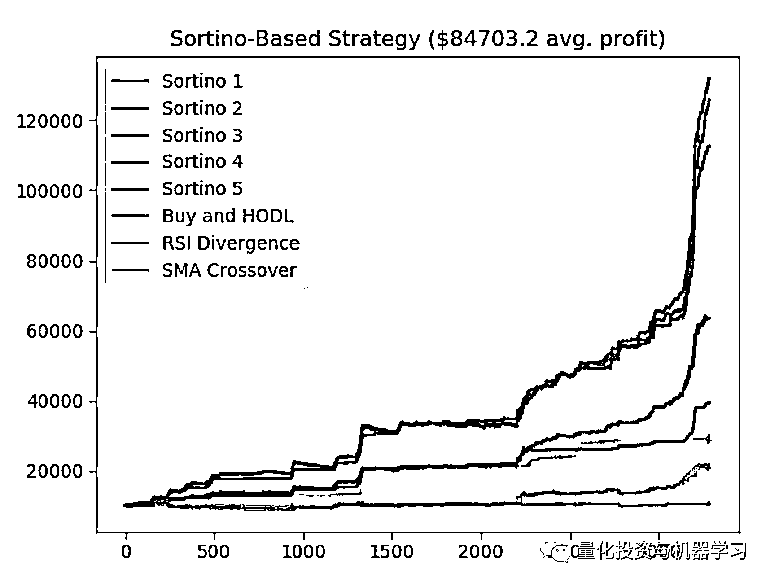 Sortino-Based Strategy ($84703.2 avg. profit)
Sortino 1
Sortino 2
Sortino 3
Sortino 4
Sortino 5
Buy and HODL
RSI Divergence
SMA Crossover
120000
100000
80000
60000
40000
20000
0 500 1000 1500 2000
量化投资与机器学习